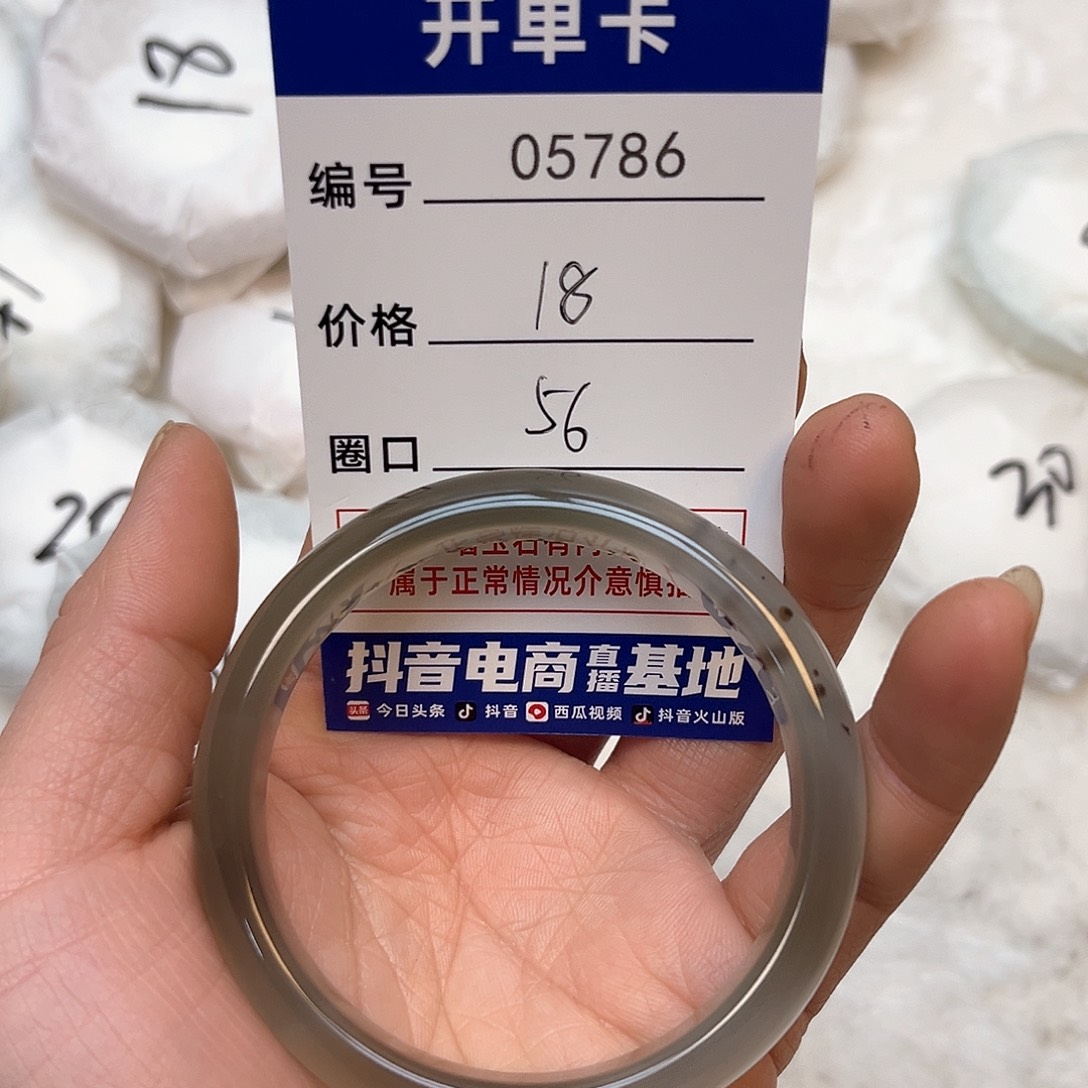 开单卡
编号 05786
价格 18
圈口 56
属于正常情况介意慎拍
抖音电商直播基地
今日头条 抖音 西瓜视频 抖音火山版
18
30